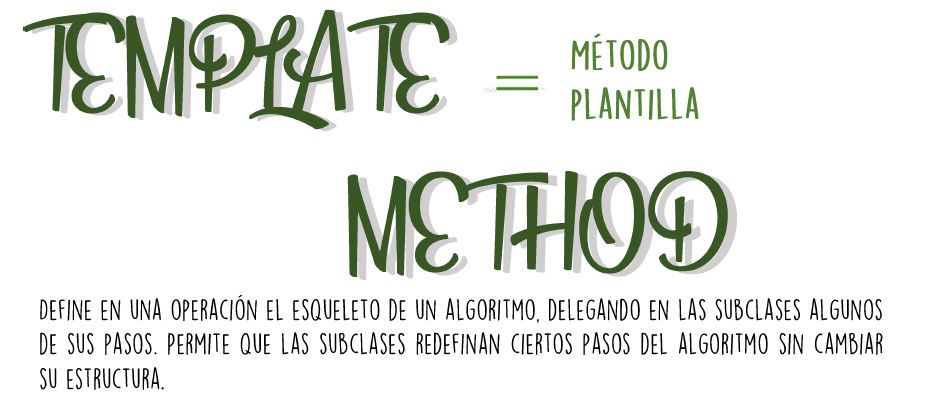 TEMPLATE
=
MÉTODO
PLANTILLA
METHOD
DEFINE EN UNA OPERACIÓN EL ESQUELETO DE UN ALGORITMO, DELEGANDO EN LAS SUBCLASES ALGUNOS
DE SUS PASOS. PERMITE QUE LAS SUBCLASES REDEFINAN CIERTOS PASOS DEL ALGORITMO SIN CAMBIAR
SU ESTRUCTURA.